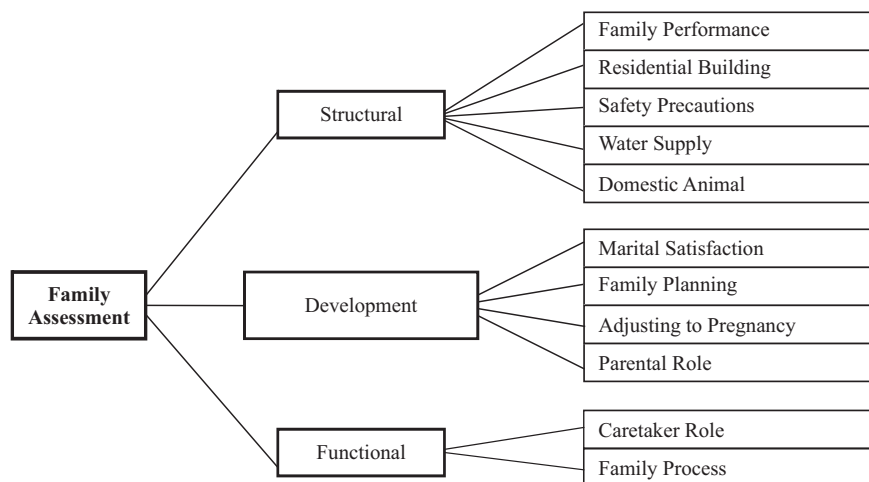 Family
Assessment
Structural
Family Performance
Residential Building
Safety Precautions
Water Supply
Domestic Animal
Development
Marital Satisfaction
Family Planning
Adjusting to Pregnancy
Parental Role
Functional
Caretaker Role
Family Process